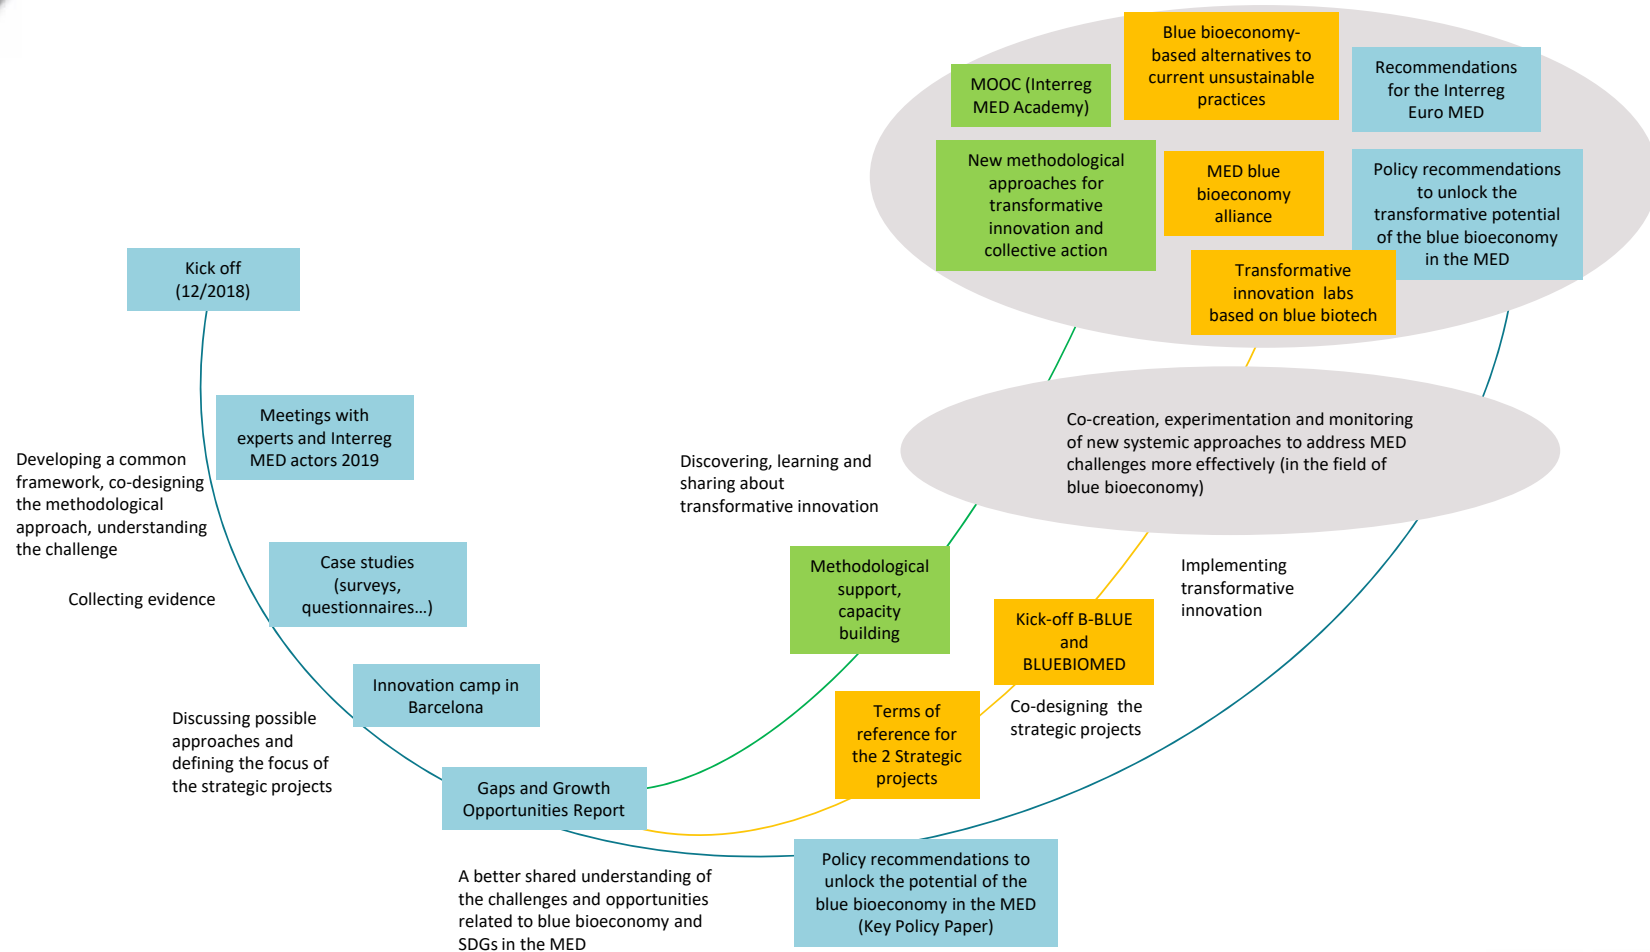 Blue bioeconomy-
based alternatives to
current unsustainable
practices
MOOC (Interreg
MED Academy)
Recommendations
for the Interreg
Euro MED
New methodological
approaches for
transformative
innovation and
collective action
MED blue
bioeconomy
alliance
Policy recommendations
to unlock the
transformative potential
of the blue bioeconomy
in the MED
Transformative
innovation labs
based on blue biotech
Kick off
(12/2018)
Meetings with
experts and Interreg
MED actors 2019
Developing a common
framework, co-designing
the methodological
approach, understanding
the challenge
Co-creation, experimentation and monitoring
of new systemic approaches to address MED
challenges more effectively (in the field of
blue bioeconomy)
Discovering, learning and
sharing about
transformative innovation
Case studies
(surveys,
questionnaires...)
Collecting evidence
Methodological
support,
capacity
building
Implementing
transformative
innovation
Kick-off B-BLUE
and
BLUEBIOMED
Innovation camp in
Barcelona
Discussing possible
approaches and
defining the focus of
the strategic projects
Terms of
reference for
the 2 Strategic
projects
Co-designing the
strategic projects
Gaps and Growth
Opportunities Report
A better shared understanding of
the challenges and opportunities
related to blue bioeconomy and
SDGs in the MED
Policy recommendations to
unlock the potential of the
blue bioeconomy in the MED
(Key Policy Paper)